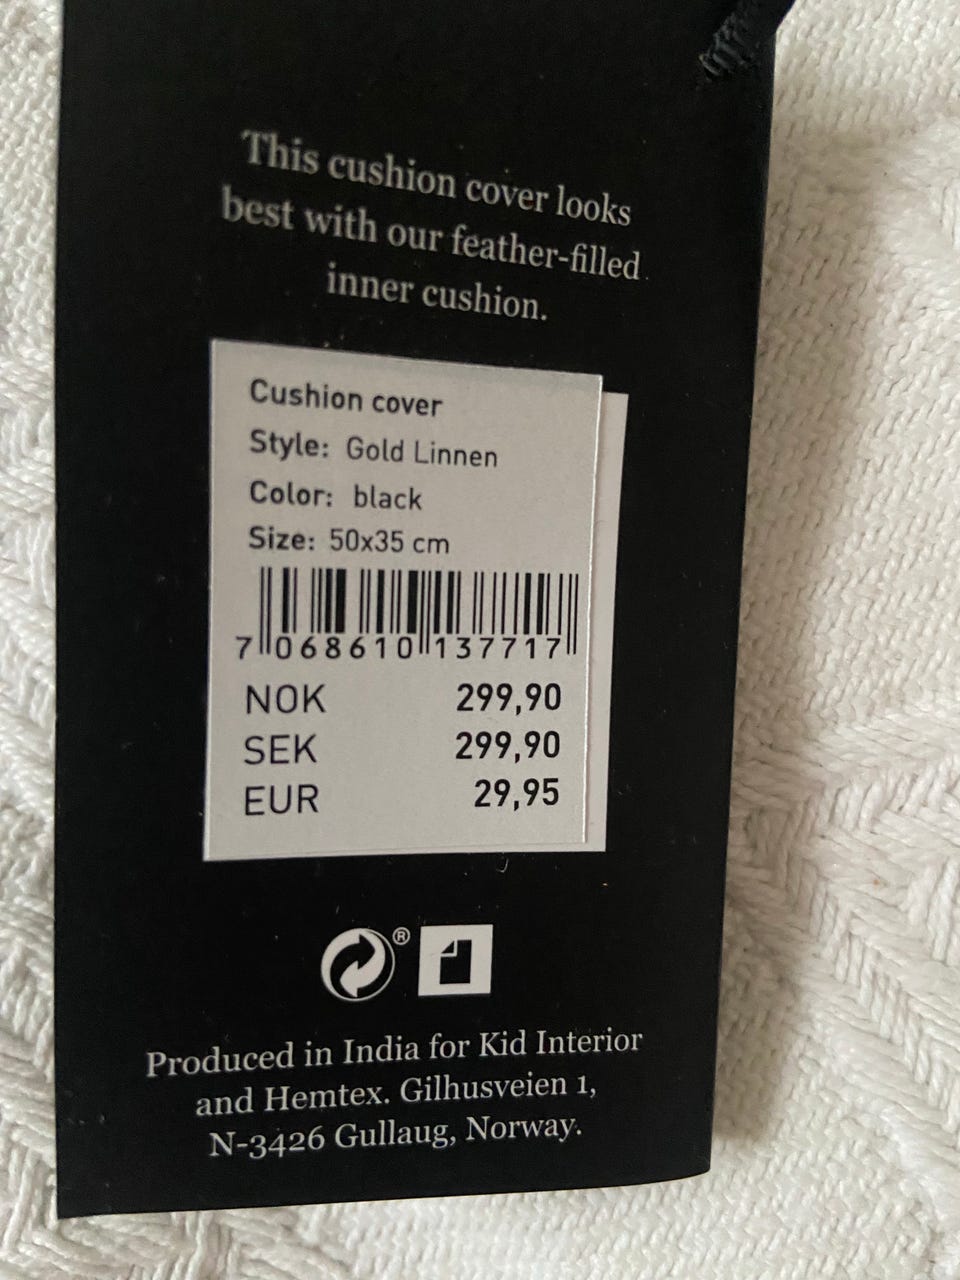 This cushion cover looks
best with our feather-filled
inner cushion.
Cushion cover
Style: Gold Linnen
Color: black
Size: 50x35 cm
7 068610 137717
NOK 299,90
SEK 299,90
EUR 29,95
®
Produced in India for Kid Interior
and Hemtex. Gilhusveien 1,
N-3426 Gullaug, Norway.